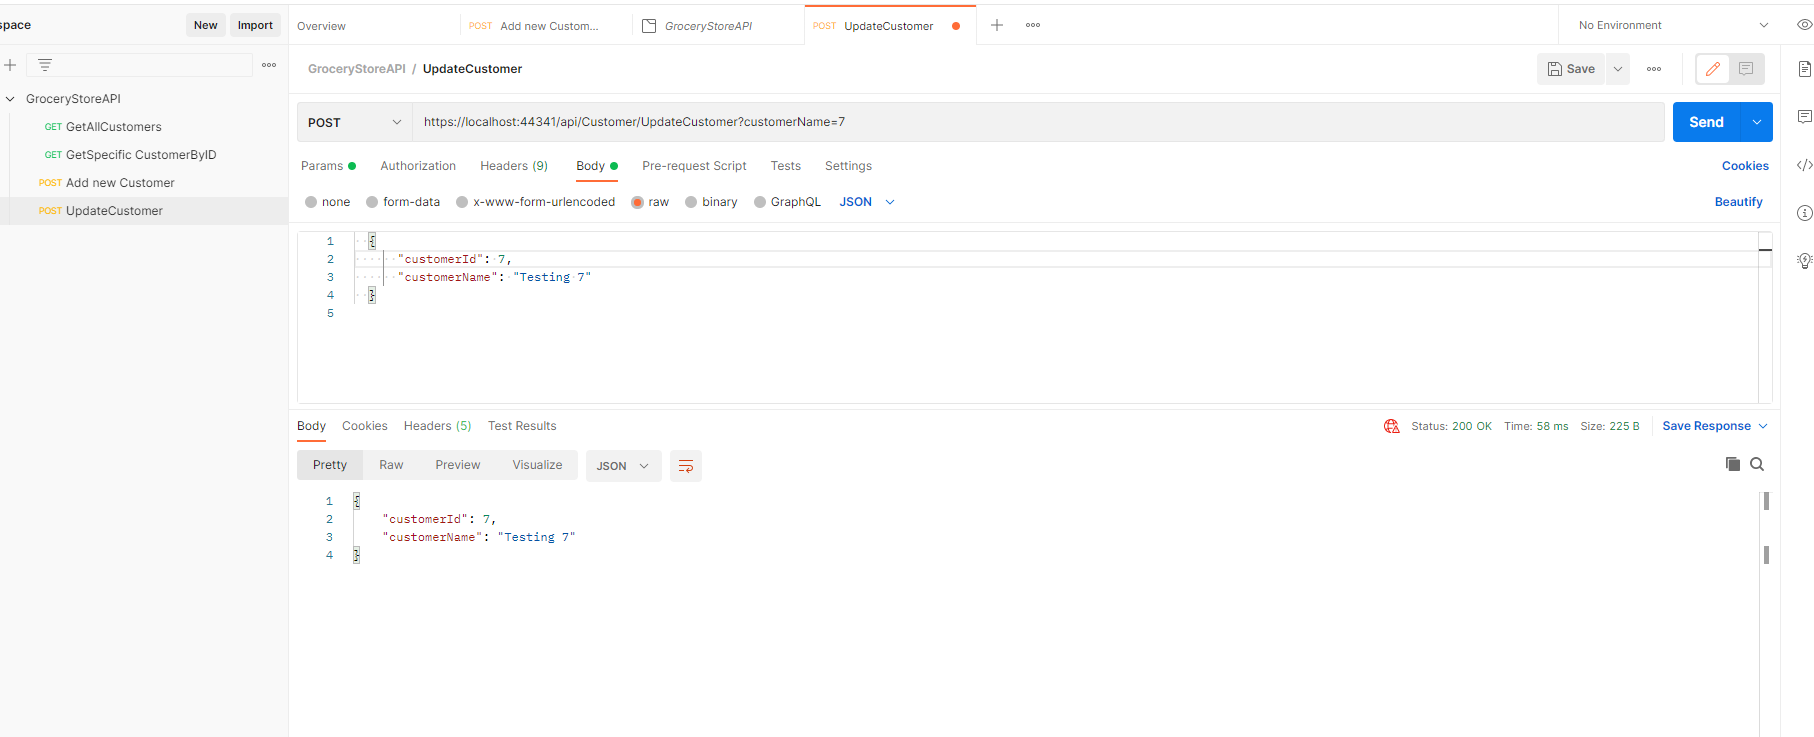 space New Import
Overview POST Add new Custom... GroceryStoreAPI POST UpdateCustomer No Environment
GroceryStoreAPI / UpdateCustomer Save
GroceryStoreAPI
GET GetAllCustomers
GET GetSpecific CustomerByID
POST Add new Customer
POST UpdateCustomer
POST https://localhost:44341/api/Customer/UpdateCustomer?customerName=7 Send
Params Authorization Headers (9) Body Pre-request Script Tests Settings Cookies
none form-data x-www-form-urlencoded raw binary GraphQL JSON Beautify
1 {
2 "customerId": 7,
3 "customerName": "Testing 7"
4 }
5
Body Cookies Headers (5) Test Results Status: 200 OK Time: 58 ms Size: 225 B Save Response
Pretty Raw Preview Visualize JSON
1 {
2 "customerId": 7,
3 "customerName": "Testing 7"
4 }